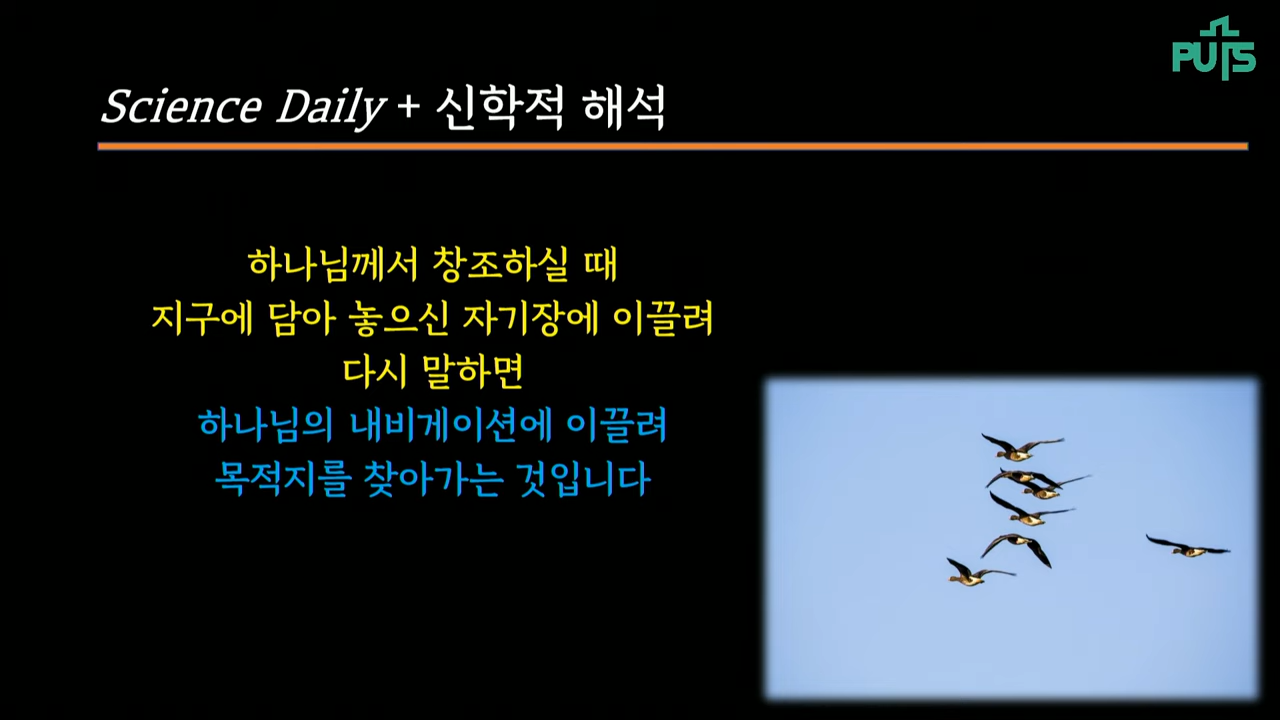 PUTS
Science Daily + 신학적 해석
하나님께서 창조하실 때
지구에 담아 놓으신 자기장에 이끌려
다시 말하면
하나님의 내비게이션에 이끌려
목적지를 찾아가는 것입니다